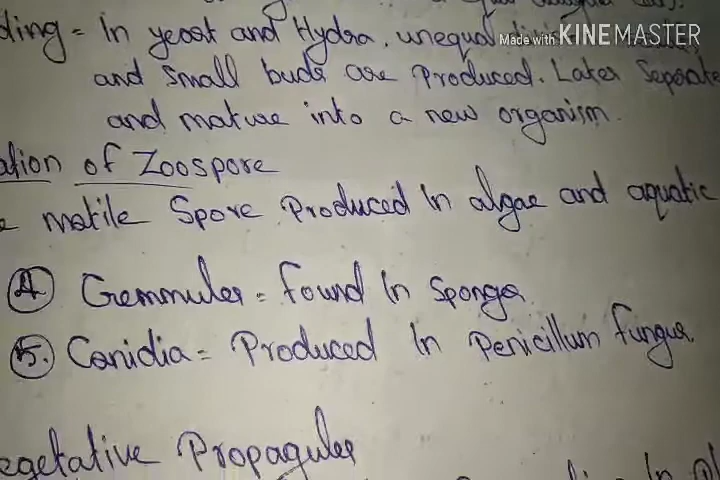 ding = In yeast and Hydra, unequal
Made with KINEMASTER
and small buds are produced. Later Separate
and mature into a new organism.
ation of Zoospore
e motile Spore Produced In algae and aquatic
4. Gemmules = found In Sponge
5. Conidia = Produced In Penicillum fungus.
egetative Propagules